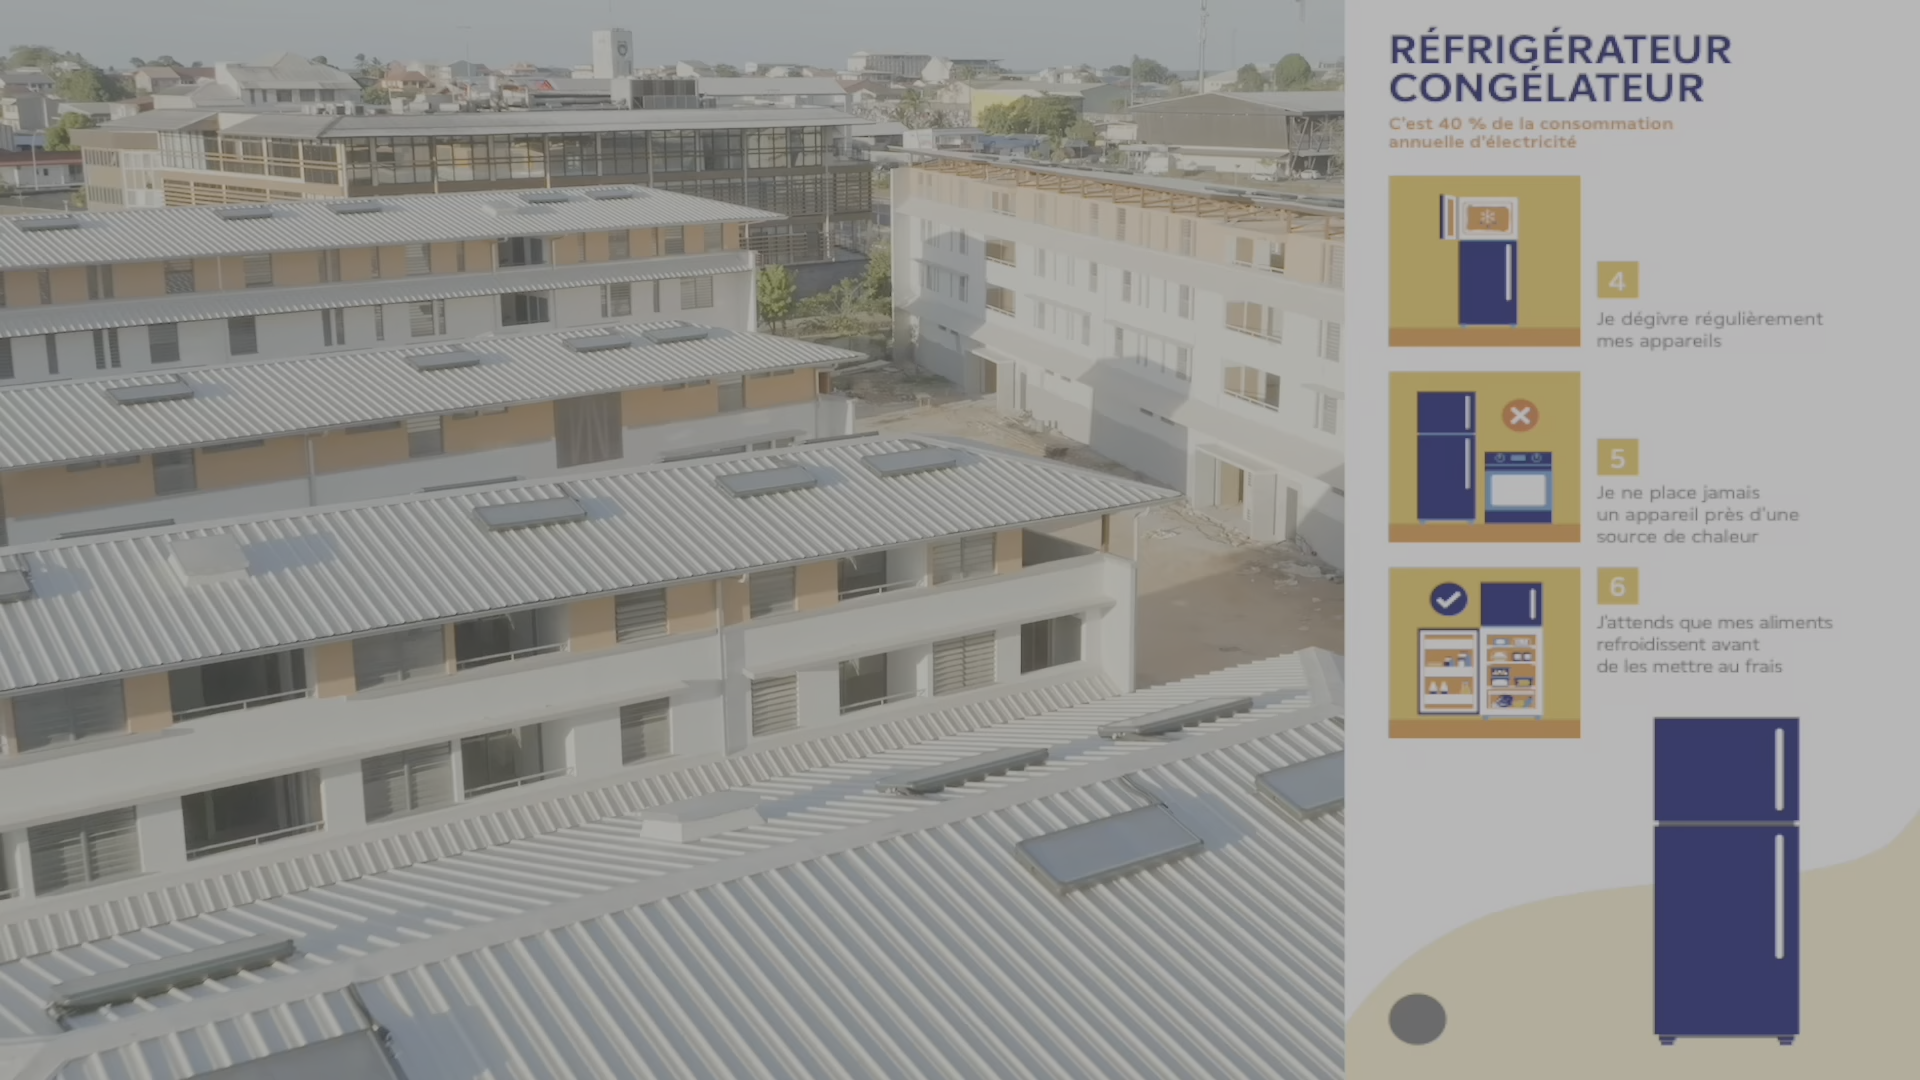 RÉFRIGÉRATEUR
CONGÉLATEUR
C'est 40 % de la consommation
annuelle d'électricité
4
Je dégivre régulièrement
mes appareils
5
Je ne place jamais
un appareil près d'une
source de chaleur
6
J'attends que mes aliments
refroidissent avant
de les mettre au frais